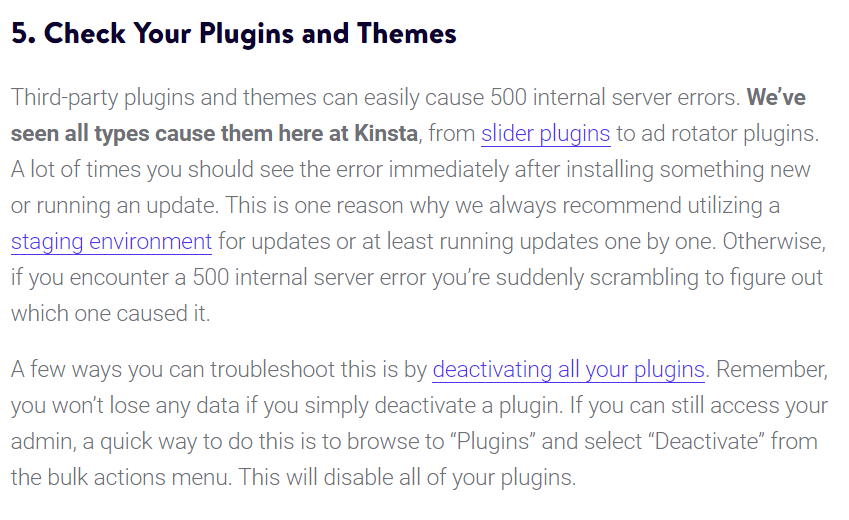 5. Check Your Plugins and Themes
Third-party plugins and themes can easily cause 500 internal server errors. We’ve
seen all types cause them here at Kinsta, from slider plugins to ad rotator plugins.
A lot of times you should see the error immediately after installing something new
or running an update. This is one reason why we always recommend utilizing a
staging environment for updates or at least running updates one by one. Otherwise,
if you encounter a 500 internal server error you’re suddenly scrambling to figure out
which one caused it.
A few ways you can troubleshoot this is by deactivating all your plugins. Remember,
you won’t lose any data if you simply deactivate a plugin. If you can still access your
admin, a quick way to do this is to browse to “Plugins” and select “Deactivate” from
the bulk actions menu. This will disable all of your plugins.